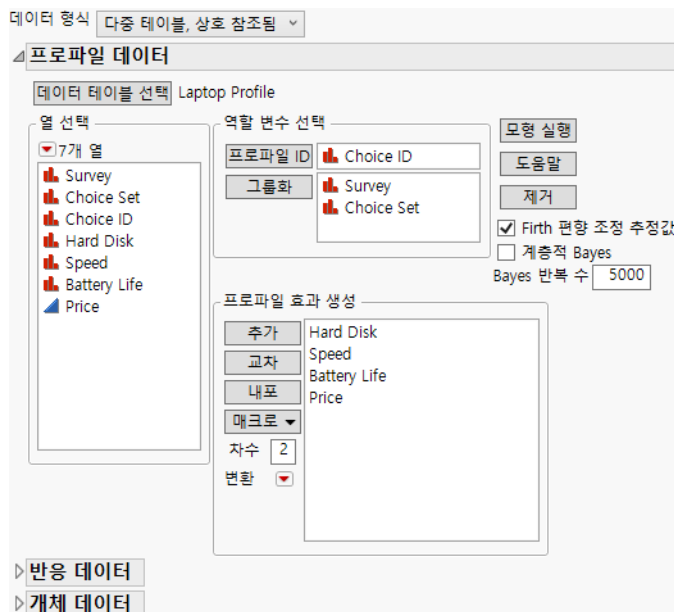 데이터 형식 다중 테이블, 상호 참조됨
프로파일 데이터
데이터 테이블 선택 Laptop Profile
열 선택
7개 열
Survey
Choice Set
Choice ID
Hard Disk
Speed
Battery Life
Price
역할 변수 선택
프로파일 ID Choice ID
그룹화 Survey
Choice Set
모형 실행
도움말
제거
Firth 편향 조정 추정값
계층적 Bayes
Bayes 반복 수 5000
프로파일 효과 생성
추가
교차
내포
매크로
차수 2
변환
Hard Disk
Speed
Battery Life
Price
반응 데이터
개체 데이터